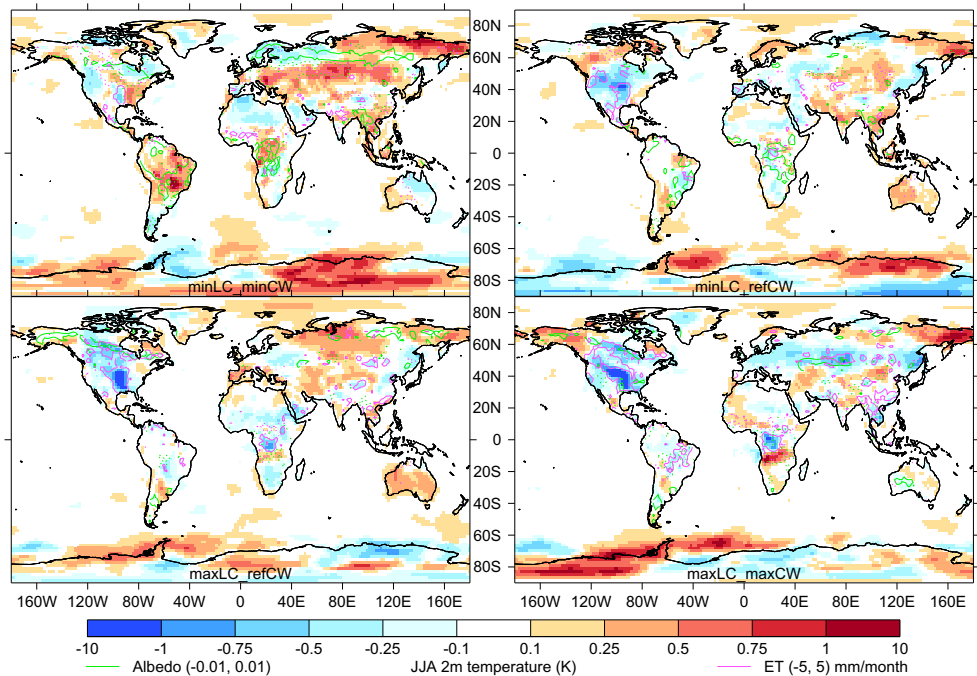 80N
60N
40N
20N
0
20S
40S
60S
80S
minLC_minCW
minLC_refCW
80N
60N
40N
20N
0
20S
40S
60S
80S
maxLC_refCW
maxLC_maxCW
160W 120W 80W 40W 0 40E 80E 120E 160E
160W 120W 80W 40W 0 40E 80E 120E 160E
-10 -1 -0.75 -0.5 -0.25 -0.1 0.1 0.25 0.5 0.75 1 10
Albedo (-0.01, 0.01) JJA 2m temperature (K) ET (-5, 5) mm/month